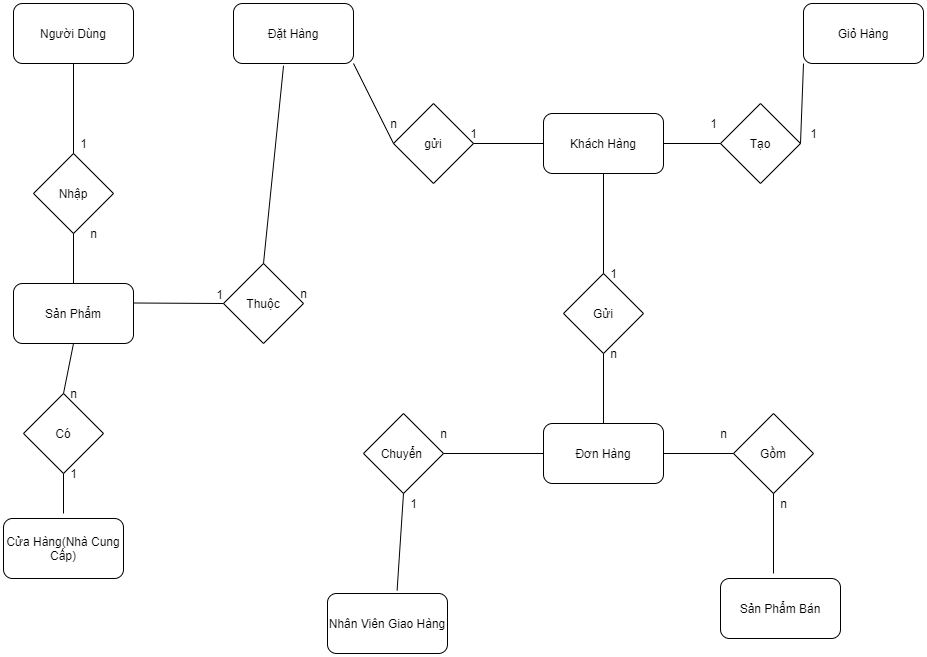 Người Dùng
Đặt Hàng
Giỏ Hàng
n
gửi
1
Khách Hàng
1
Tạo
1
1
Nhập
n
Sản Phẩm
1
Thuộc
n
1
Gửi
n
n
Có
1
Chuyển
n
1
Đơn Hàng
n
Gồm
n
Cửa Hàng(Nhà Cung
Cấp)
Nhân Viên Giao Hàng
Sản Phẩm Bán